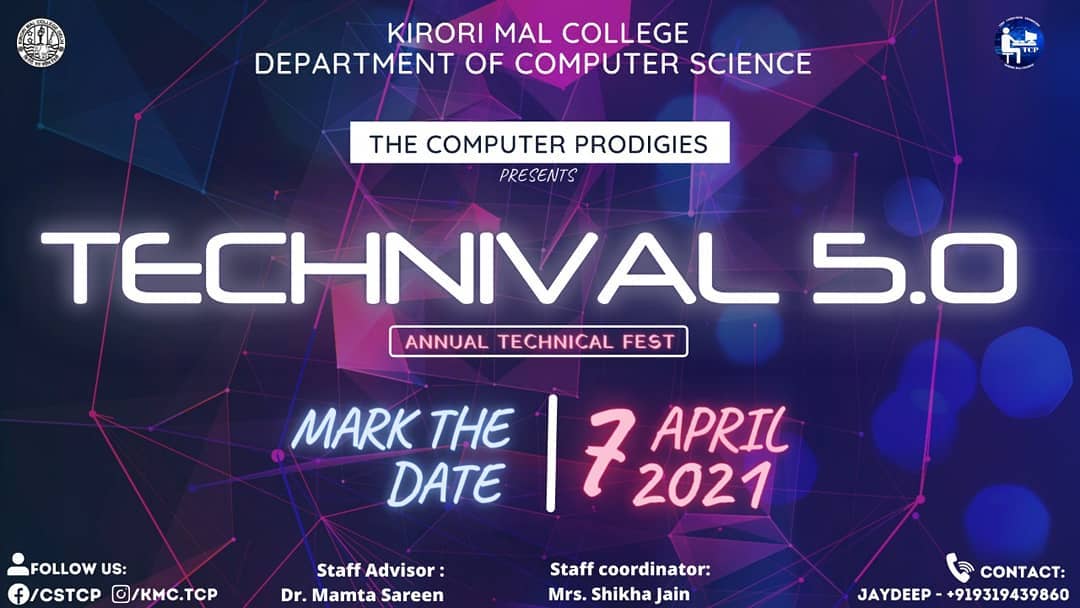 KIRORI MAL COLLEGE
DEPARTMENT OF COMPUTER SCIENCE
TCP
THE COMPUTER PRODIGIES
PRESENTS
TECHNIVAL 5.0
ANNUAL TECHNICAL FEST
MARK THE
DATE
7 APRIL
2021
FOLLOW US:
/CSTCP /KMC.TCP
Staff Advisor :
Dr. Mamta Sareen
Staff coordinator:
Mrs. Shikha Jain
CONTACT:
JAYDEEP - +919319439860